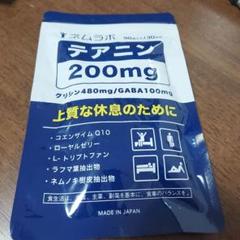 ネムラボ
テアニン
200mg
グリシン480mg/GABA100mg
上質な休息のために
・コエンザイムQ10
・ローヤルゼリー
・L-トリプトファン
・ラフマ葉抽出物
・ネムノキ樹皮抽出物
MADE IN JAPAN